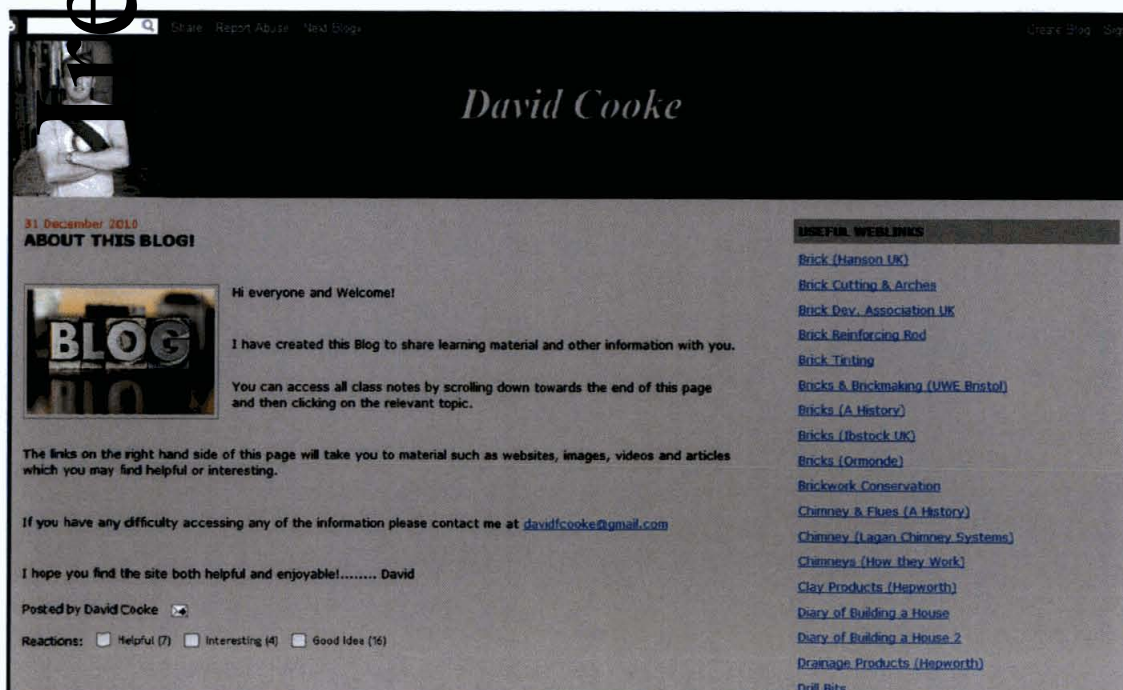 Share Report Abuse Next Blog»
Create Blog
David Cooke
31 December 2010
ABOUT THIS BLOG!
BLOG
Hi everyone and Welcome!
I have created this Blog to share learning material and other information with you.
You can access all class notes by scrolling down towards the end of this page
and then clicking on the relevant topic.
The links on the right hand side of this page will take you to material such as websites, images, videos and articles
which you may find helpful or interesting.
If you have any difficulty accessing any of the information please contact me at davidfcooke@gmail.com
I hope you find the site both helpful and enjoyable!........ David
Posted by David Cooke
Reactions: Helpful (7) Interesting (4) Good Idea (16)
USEFUL WEBLINKS
Brick (Hanson UK)
Brick Cutting & Arches
Brick Dev. Association UK
Brick Reinforcing Rod
Brick Tinting
Bricks & Brickmaking (UWE Bristol)
Bricks (A History)
Bricks (Ibstock UK)
Bricks (Ormonde)
Brickwork Conservation
Chimney & Flues (A History)
Chimney (Lagan Chimney Systems)
Chimneys (How they Work)
Clay Products (Hepworth)
Diary of Building a House
Diary of Building a House 2
Drainage Products (Hepworth)
Drill Bits